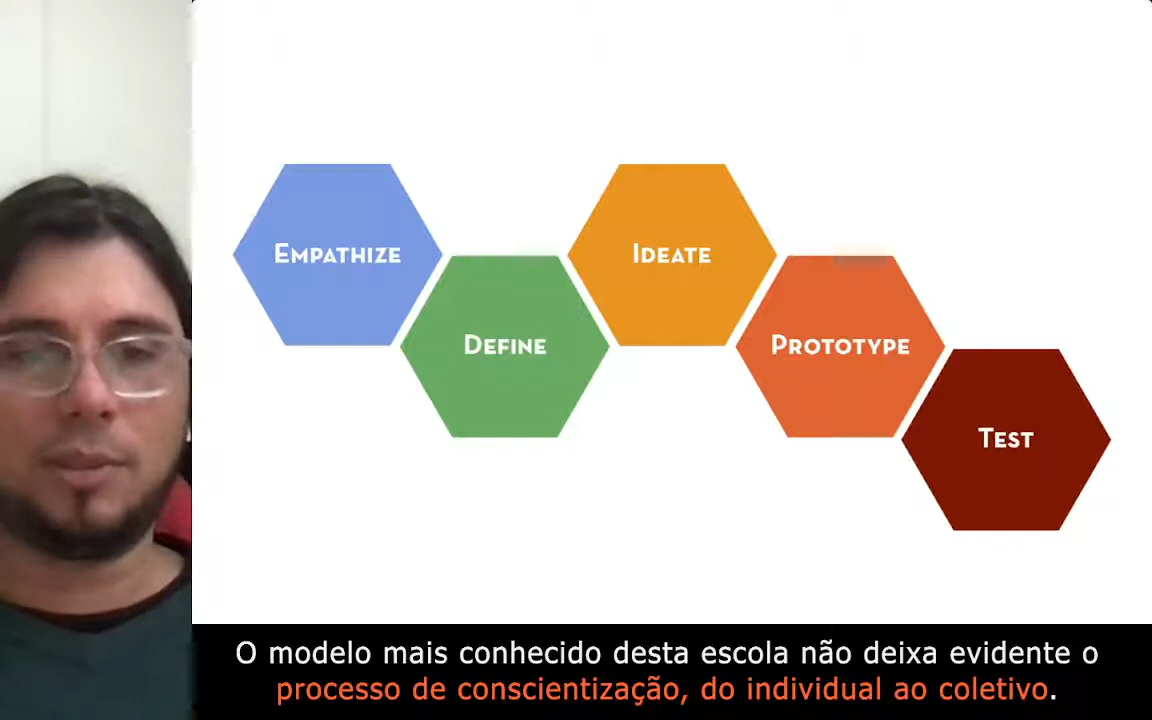 Empathize
Define
Ideate
Prototype
Test
O modelo mais conhecido desta escola não deixa evidente o
processo de conscientização, do individual ao coletivo.